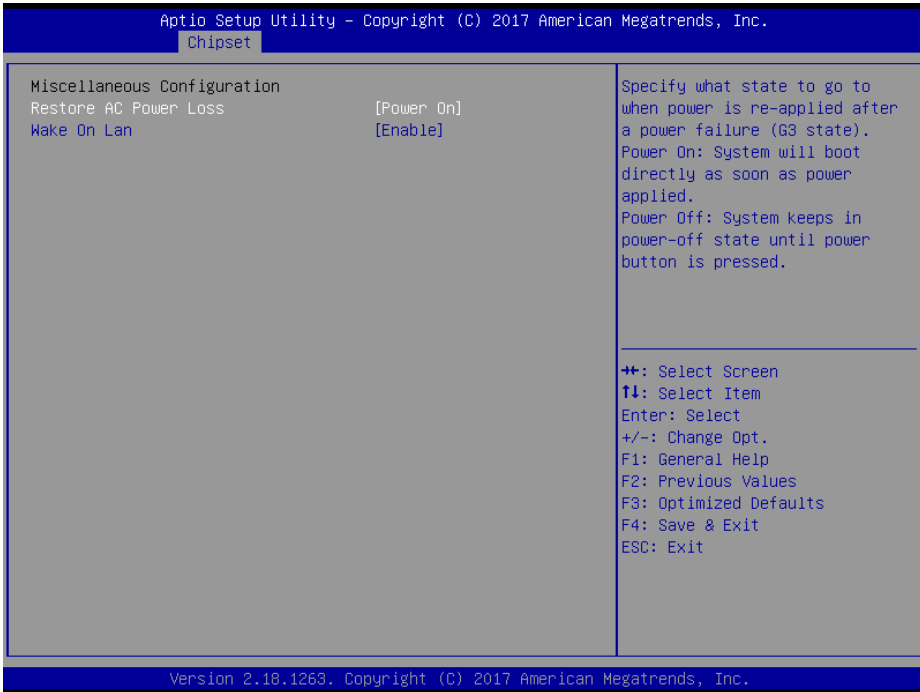 Aptio Setup Utility – Copyright (C) 2017 American Megatrends, Inc.
Chipset
Miscellaneous Configuration
Restore AC Power Loss [Power On]
Wake On Lan [Enable]
Specify what state to go to
when power is re-applied after
a power failure (G3 state).
Power On: System will boot
directly as soon as power
applied.
Power Off: System keeps in
power-off state until power
button is pressed.
→←: Select Screen
↑↓: Select Item
Enter: Select
+/-: Change Opt.
F1: General Help
F2: Previous Values
F3: Optimized Defaults
F4: Save & Exit
ESC: Exit
Version 2.18.1263. Copyright (C) 2017 American Megatrends, Inc.